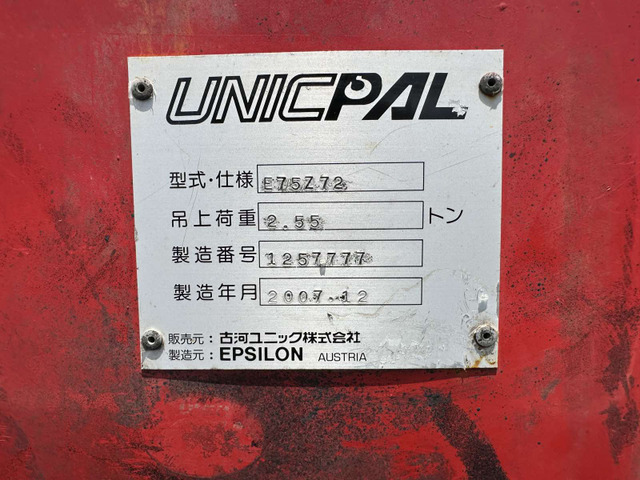 UNICPAL
型式・仕様 E75Z72
吊上荷重 2.55 トン
製造番号 1257777
製造年月 2007.12
販売元：古河ユニック株式会社
製造元：EPSILON AUSTRIA